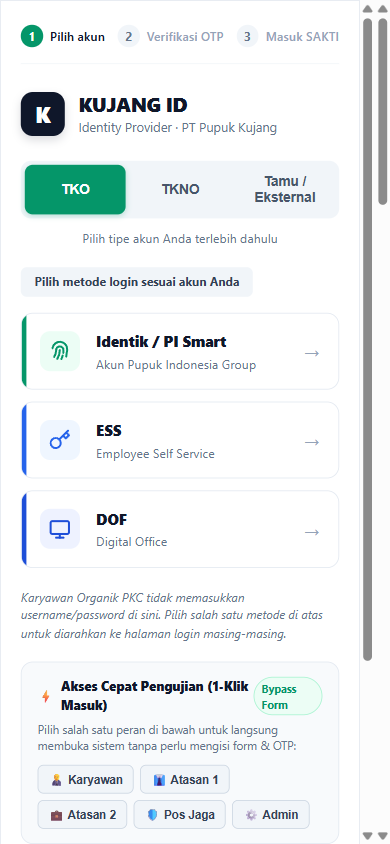 1 Pilih akun 2 Verifikasi OTP 3 Masuk SAKTI
K KUJANG ID
Identity Provider · PT Pupuk Kujang
TKO TKNO Tamu /
Eksternal
Pilih tipe akun Anda terlebih dahulu
Pilih metode login sesuai akun Anda
Identik / PI Smart
Akun Pupuk Indonesia Group →
ESS
Employee Self Service →
DOF
Digital Office →
Karyawan Organik PKC tidak memasukkan
username/password di sini. Pilih salah satu metode di atas
untuk diarahkan ke halaman login masing-masing.
Akses Cepat Pengujian (1-Klik
Masuk)
Bypass
Form
Pilih salah satu peran di bawah untuk langsung
membuka sistem tanpa perlu mengisi form & OTP:
Karyawan Atasan 1
Atasan 2 Pos Jaga Admin